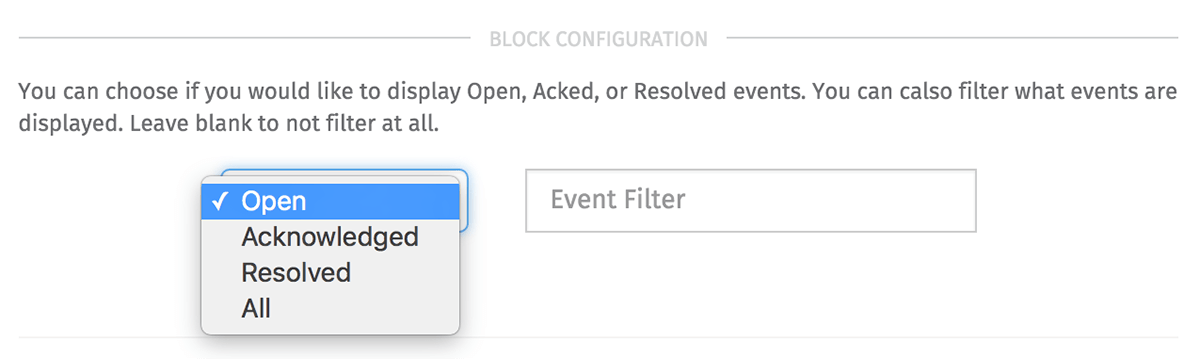 BLOCK CONFIGURATION
You can choose if you would like to display Open, Acked, or Resolved events. You can calso filter what events are
displayed. Leave blank to not filter at all.
✓ Open
Event Filter
Acknowledged
Resolved
All